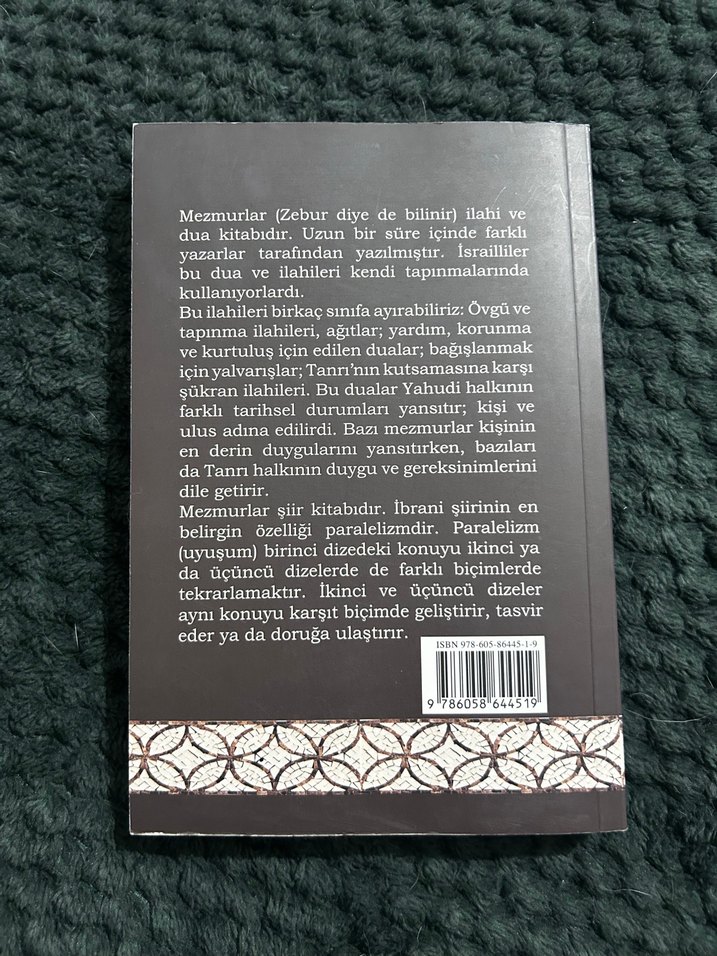 Mezmurlar (Zebur diye de bilinir) ilahi ve
dua kitabıdır. Uzun bir süre içinde farklı
yazarlar tarafından yazılmıştır. İsrailliler
bu dua ve ilahileri kendi tapınmalarında
kullanıyorlardı.
Bu ilahileri birkaç sınıfa ayırabiliriz: Övgü ve
tapınma ilahileri, ağıtlar; yardım, korunma
ve kurtuluş için edilen dualar; bağışlanmak
için yalvarışlar; Tanrı’nın kutsamasına karşı
şükran ilahileri. Bu dualar Yahudi halkının
farklı tarihsel durumları yansıtır; kişi ve
ulus adına edilirdi. Bazı mezmurlar kişinin
en derin duygularını yansıtırken, bazıları
da Tanrı halkının duygu ve gereksinimlerini
dile getirir.
Mezmurlar şiir kitabıdır. İbrani şiirinin en
belirgin özelliği paralelizmdir. Paralelizm
(uyuşum) birinci dizedeki konuyu ikinci ya
da üçüncü dizelerde de farklı biçimlerde
tekrarlamaktır. İkinci ve üçüncü dizeler
aynı konuyu karşıt biçimde geliştirir, tasvir
eder ya da doruğa ulaştırır.
ISBN 978-605-86445-1-9
9 786058 644519